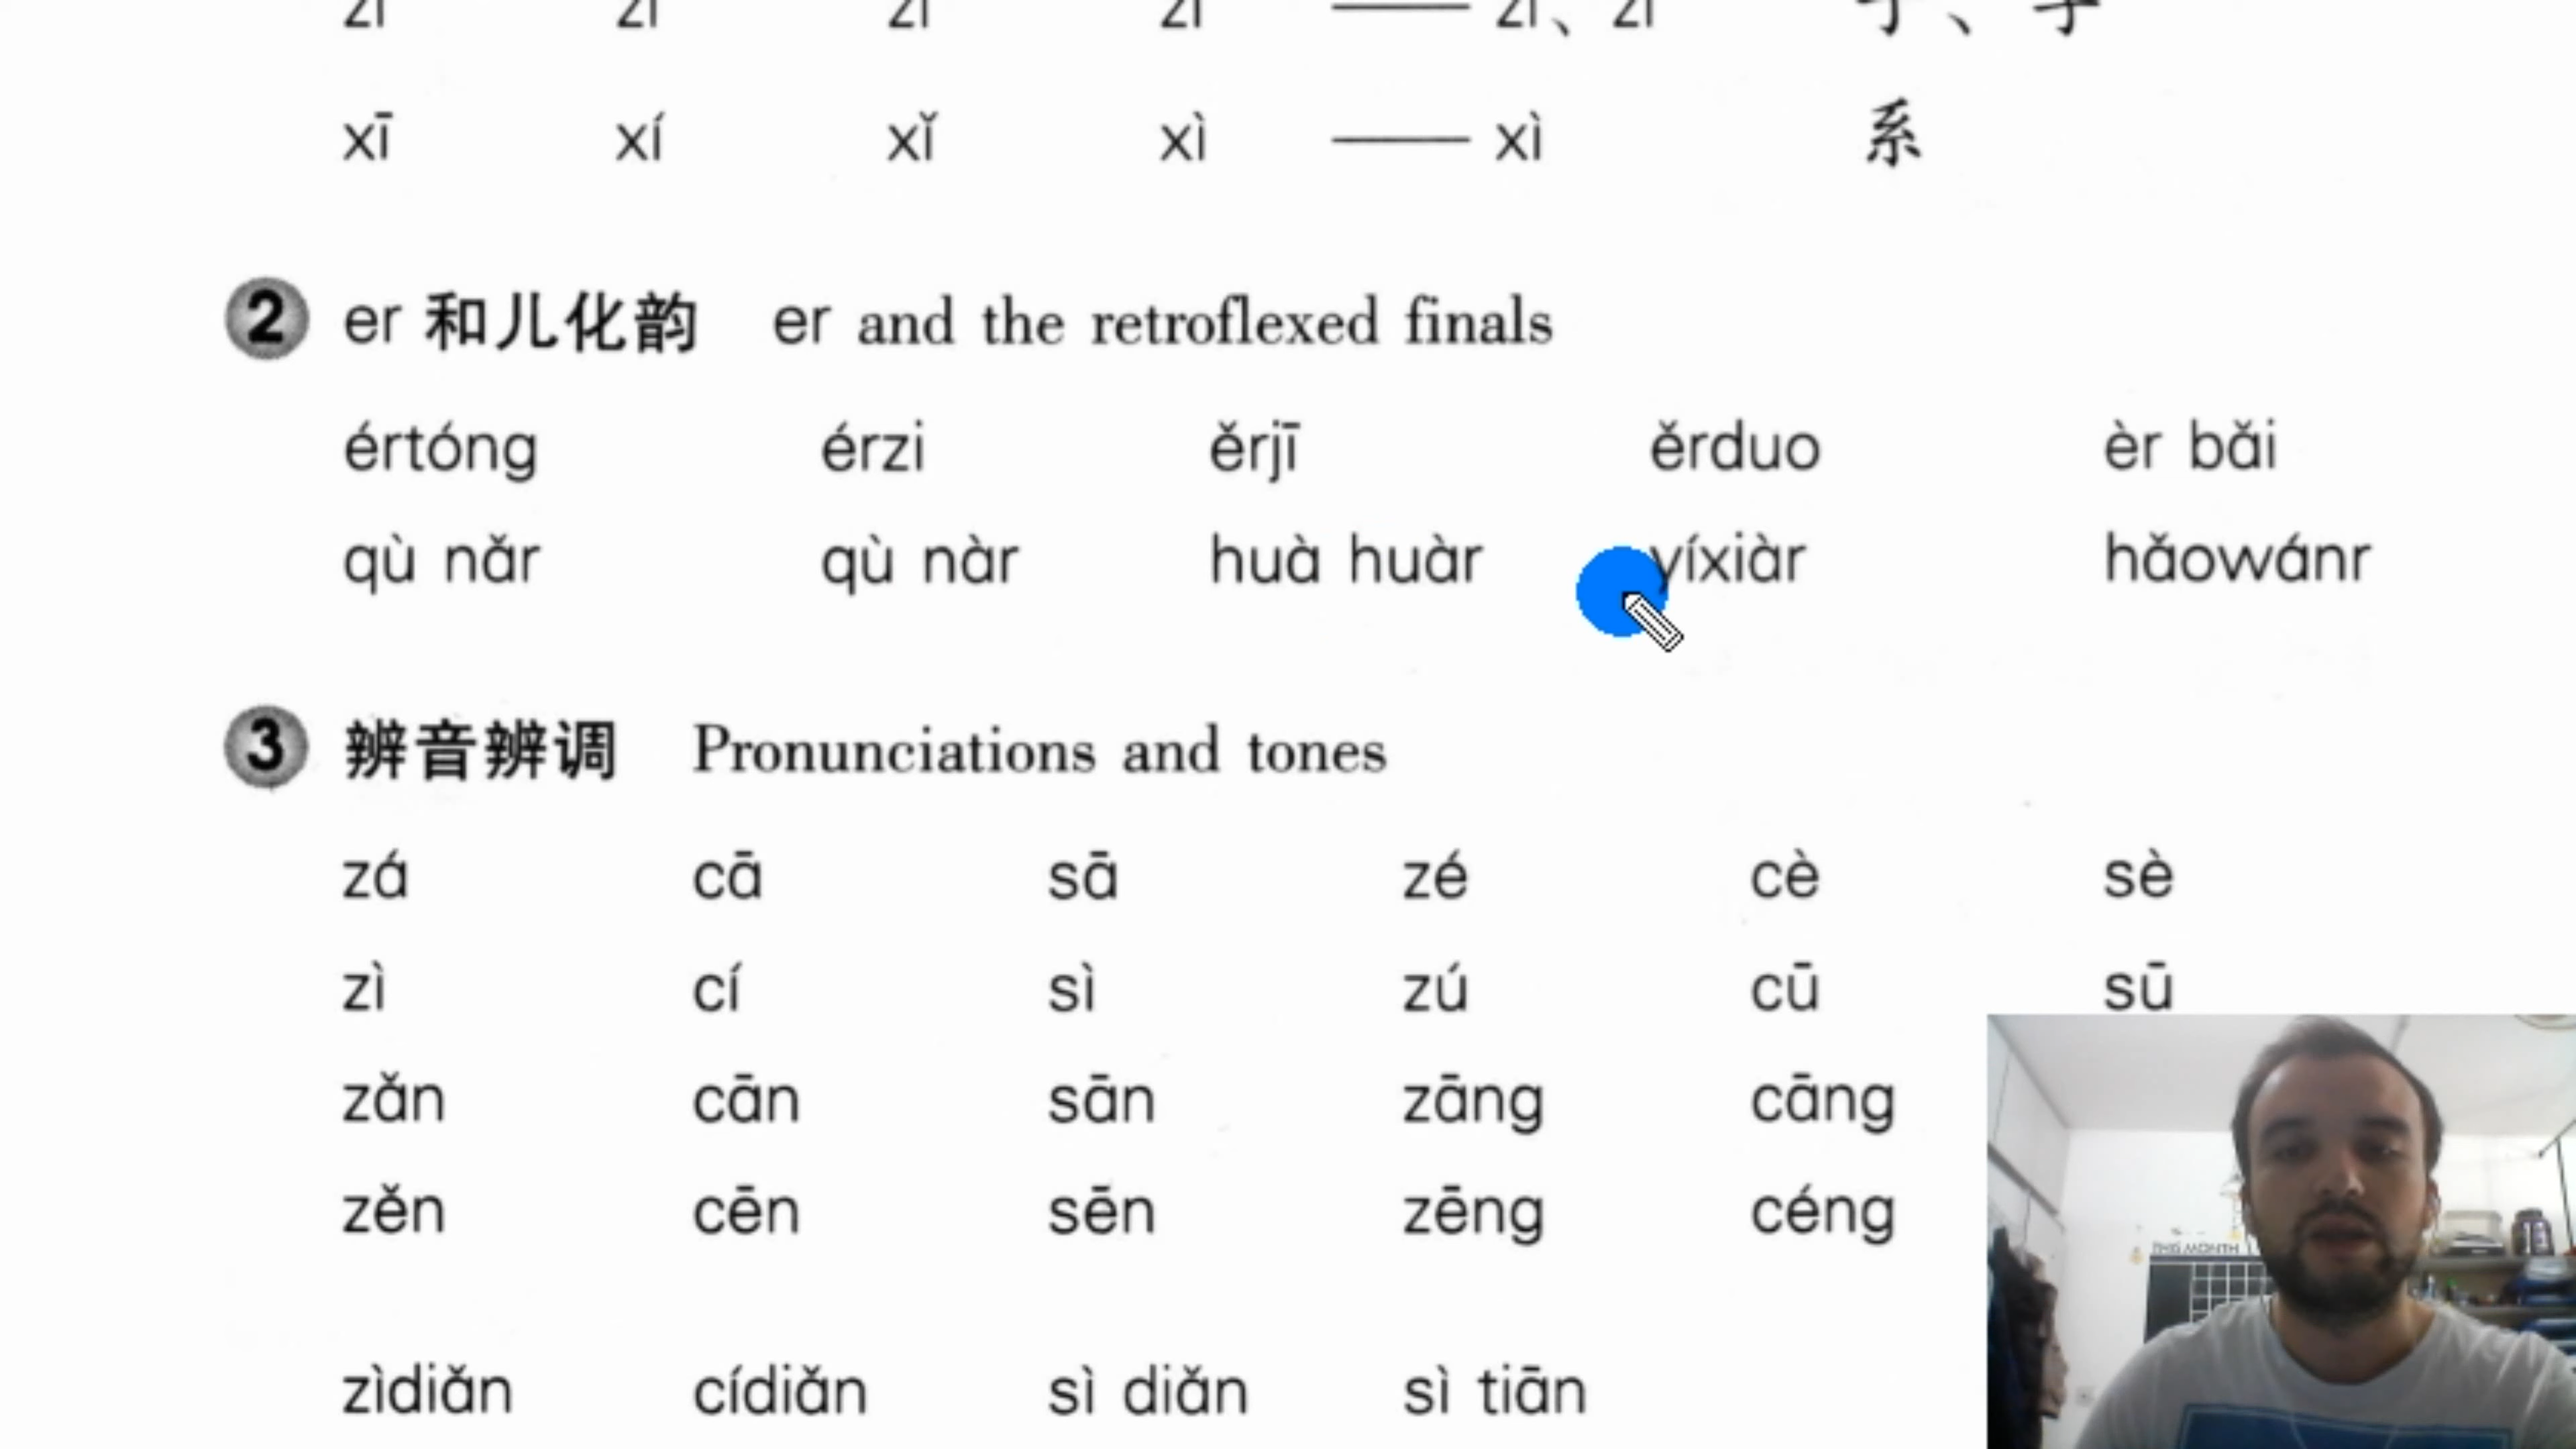 xī xí xǐ xì —— xì 系
2 er 和儿化韵 er and the retroflexed finals
értóng érzi ěrjī ěrduo èr bǎi
qù nǎr qù nàr huà huàr yíxiàr hǎowánr
3 辨音辨调 Pronunciations and tones
zá cā sā zé cè sè
zì cí sì zú cū sū
zǎn cān sān zāng cāng
zěn cēn sēn zēng céng
THIS MONTH
zìdiǎn cídiǎn sì diǎn sì tiān